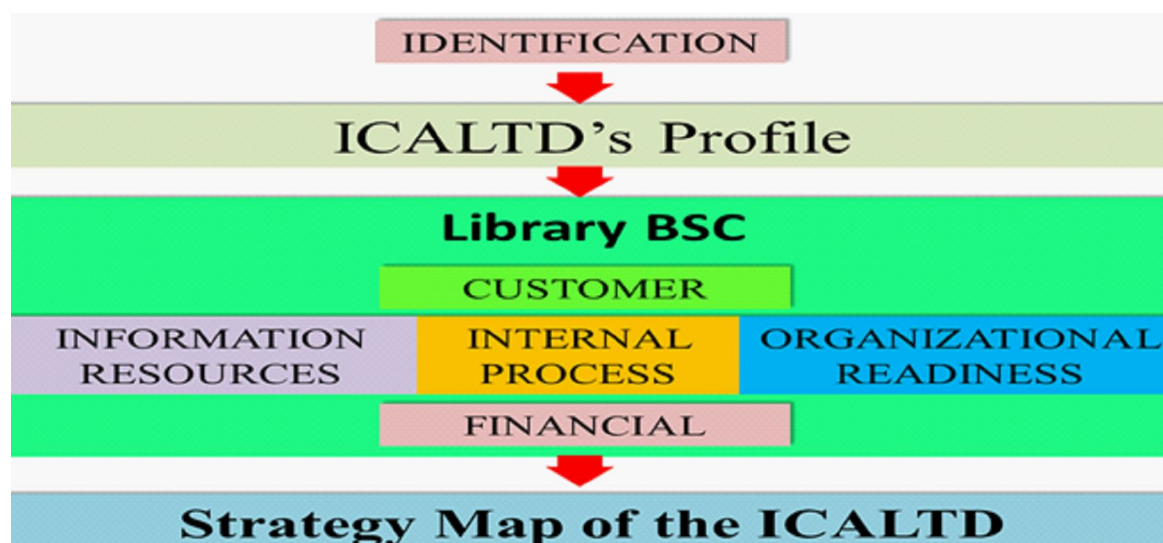 IDENTIFICATION
ICALTD's Profile
Library BSC
CUSTOMER
INFORMATION
RESOURCES
INTERNAL
PROCESS
ORGANIZATIONAL
READINESS
FINANCIAL
Strategy Map of the ICALTD